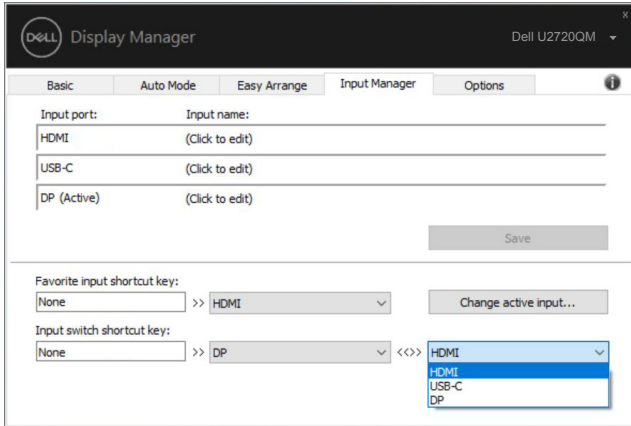 x
DELL Display Manager Dell U2720QM
Basic Auto Mode Easy Arrange Input Manager Options i
Input port: Input name:
HDMI (Click to edit)
USB-C (Click to edit)
DP (Active) (Click to edit)
Save
Favorite input shortcut key:
None >> HDMI Change active input...
Input switch shortcut key:
None >> DP <<>> HDMI
HDMI
USB-C
DP